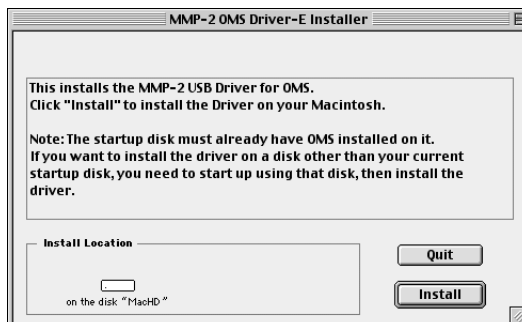 MMP-2 OMS Driver-E Installer
This installs the MMP-2 USB Driver for OMS.
Click "Install" to install the Driver on your Macintosh.
Note: The startup disk must already have OMS installed on it.
If you want to install the driver on a disk other than your current
startup disk, you need to start up using that disk, then install the
driver.
Install Location
on the disk "MacHD"
Quit
Install